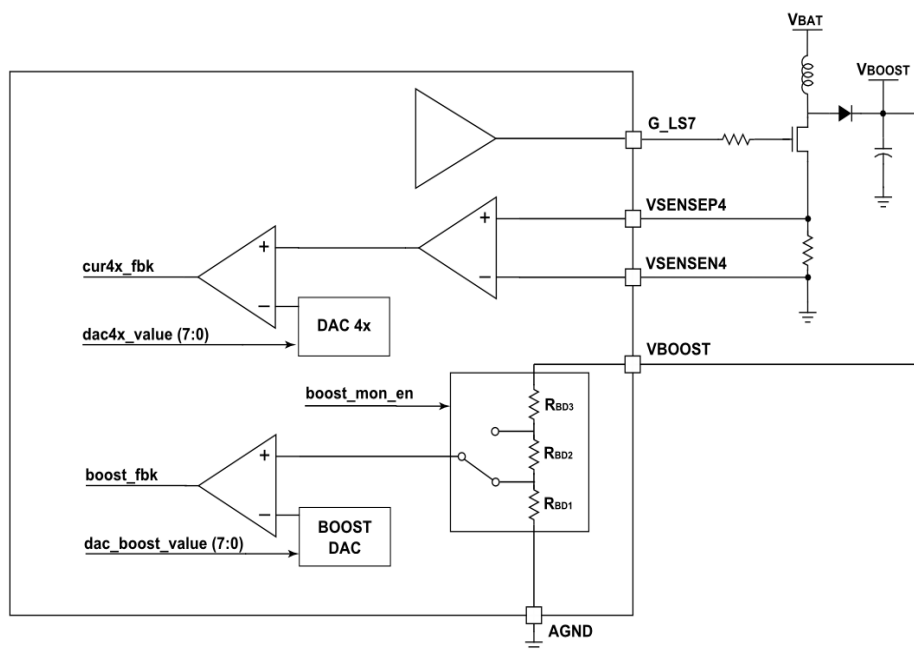 VBAT
VBOOST
G_LS7
VSENSEP4
+
+
cur4x_fbk
VSENSEN4
−
−
DAC 4x
dac4x_value (7:0)
VBOOST
boost_mon_en
RBD3
RBD2
+
boost_fbk
RBD1
−
BOOST
DAC
dac_boost_value (7:0)
AGND